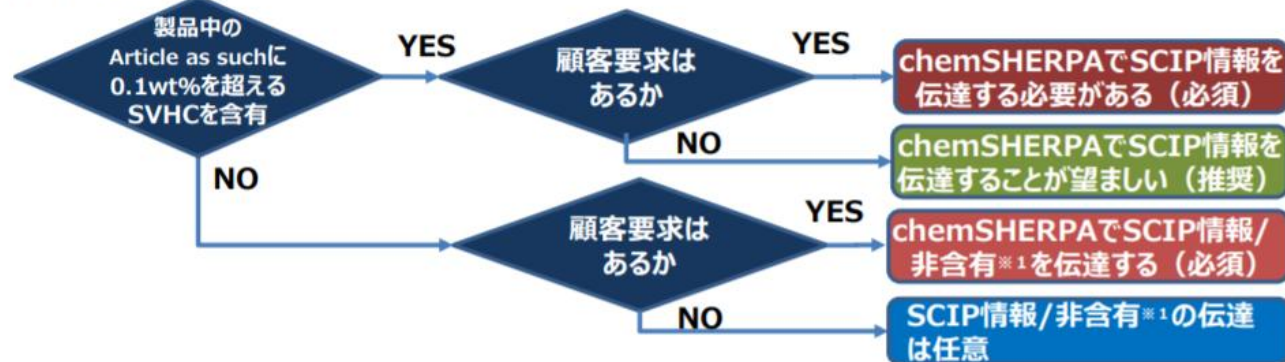 製品中の
Article as suchに
0.1wt%を超える
SVHCを含有
YES
顧客要求は
あるか
YES
chemSHERPAでSCIP情報を
伝達する必要がある（必須）
NO
chemSHERPAでSCIP情報を
伝達することが望ましい（推奨）
NO
顧客要求は
あるか
YES
chemSHERPAでSCIP情報/
非含有※1を伝達する（必須）
NO
SCIP情報/非含有※1の伝達
は任意